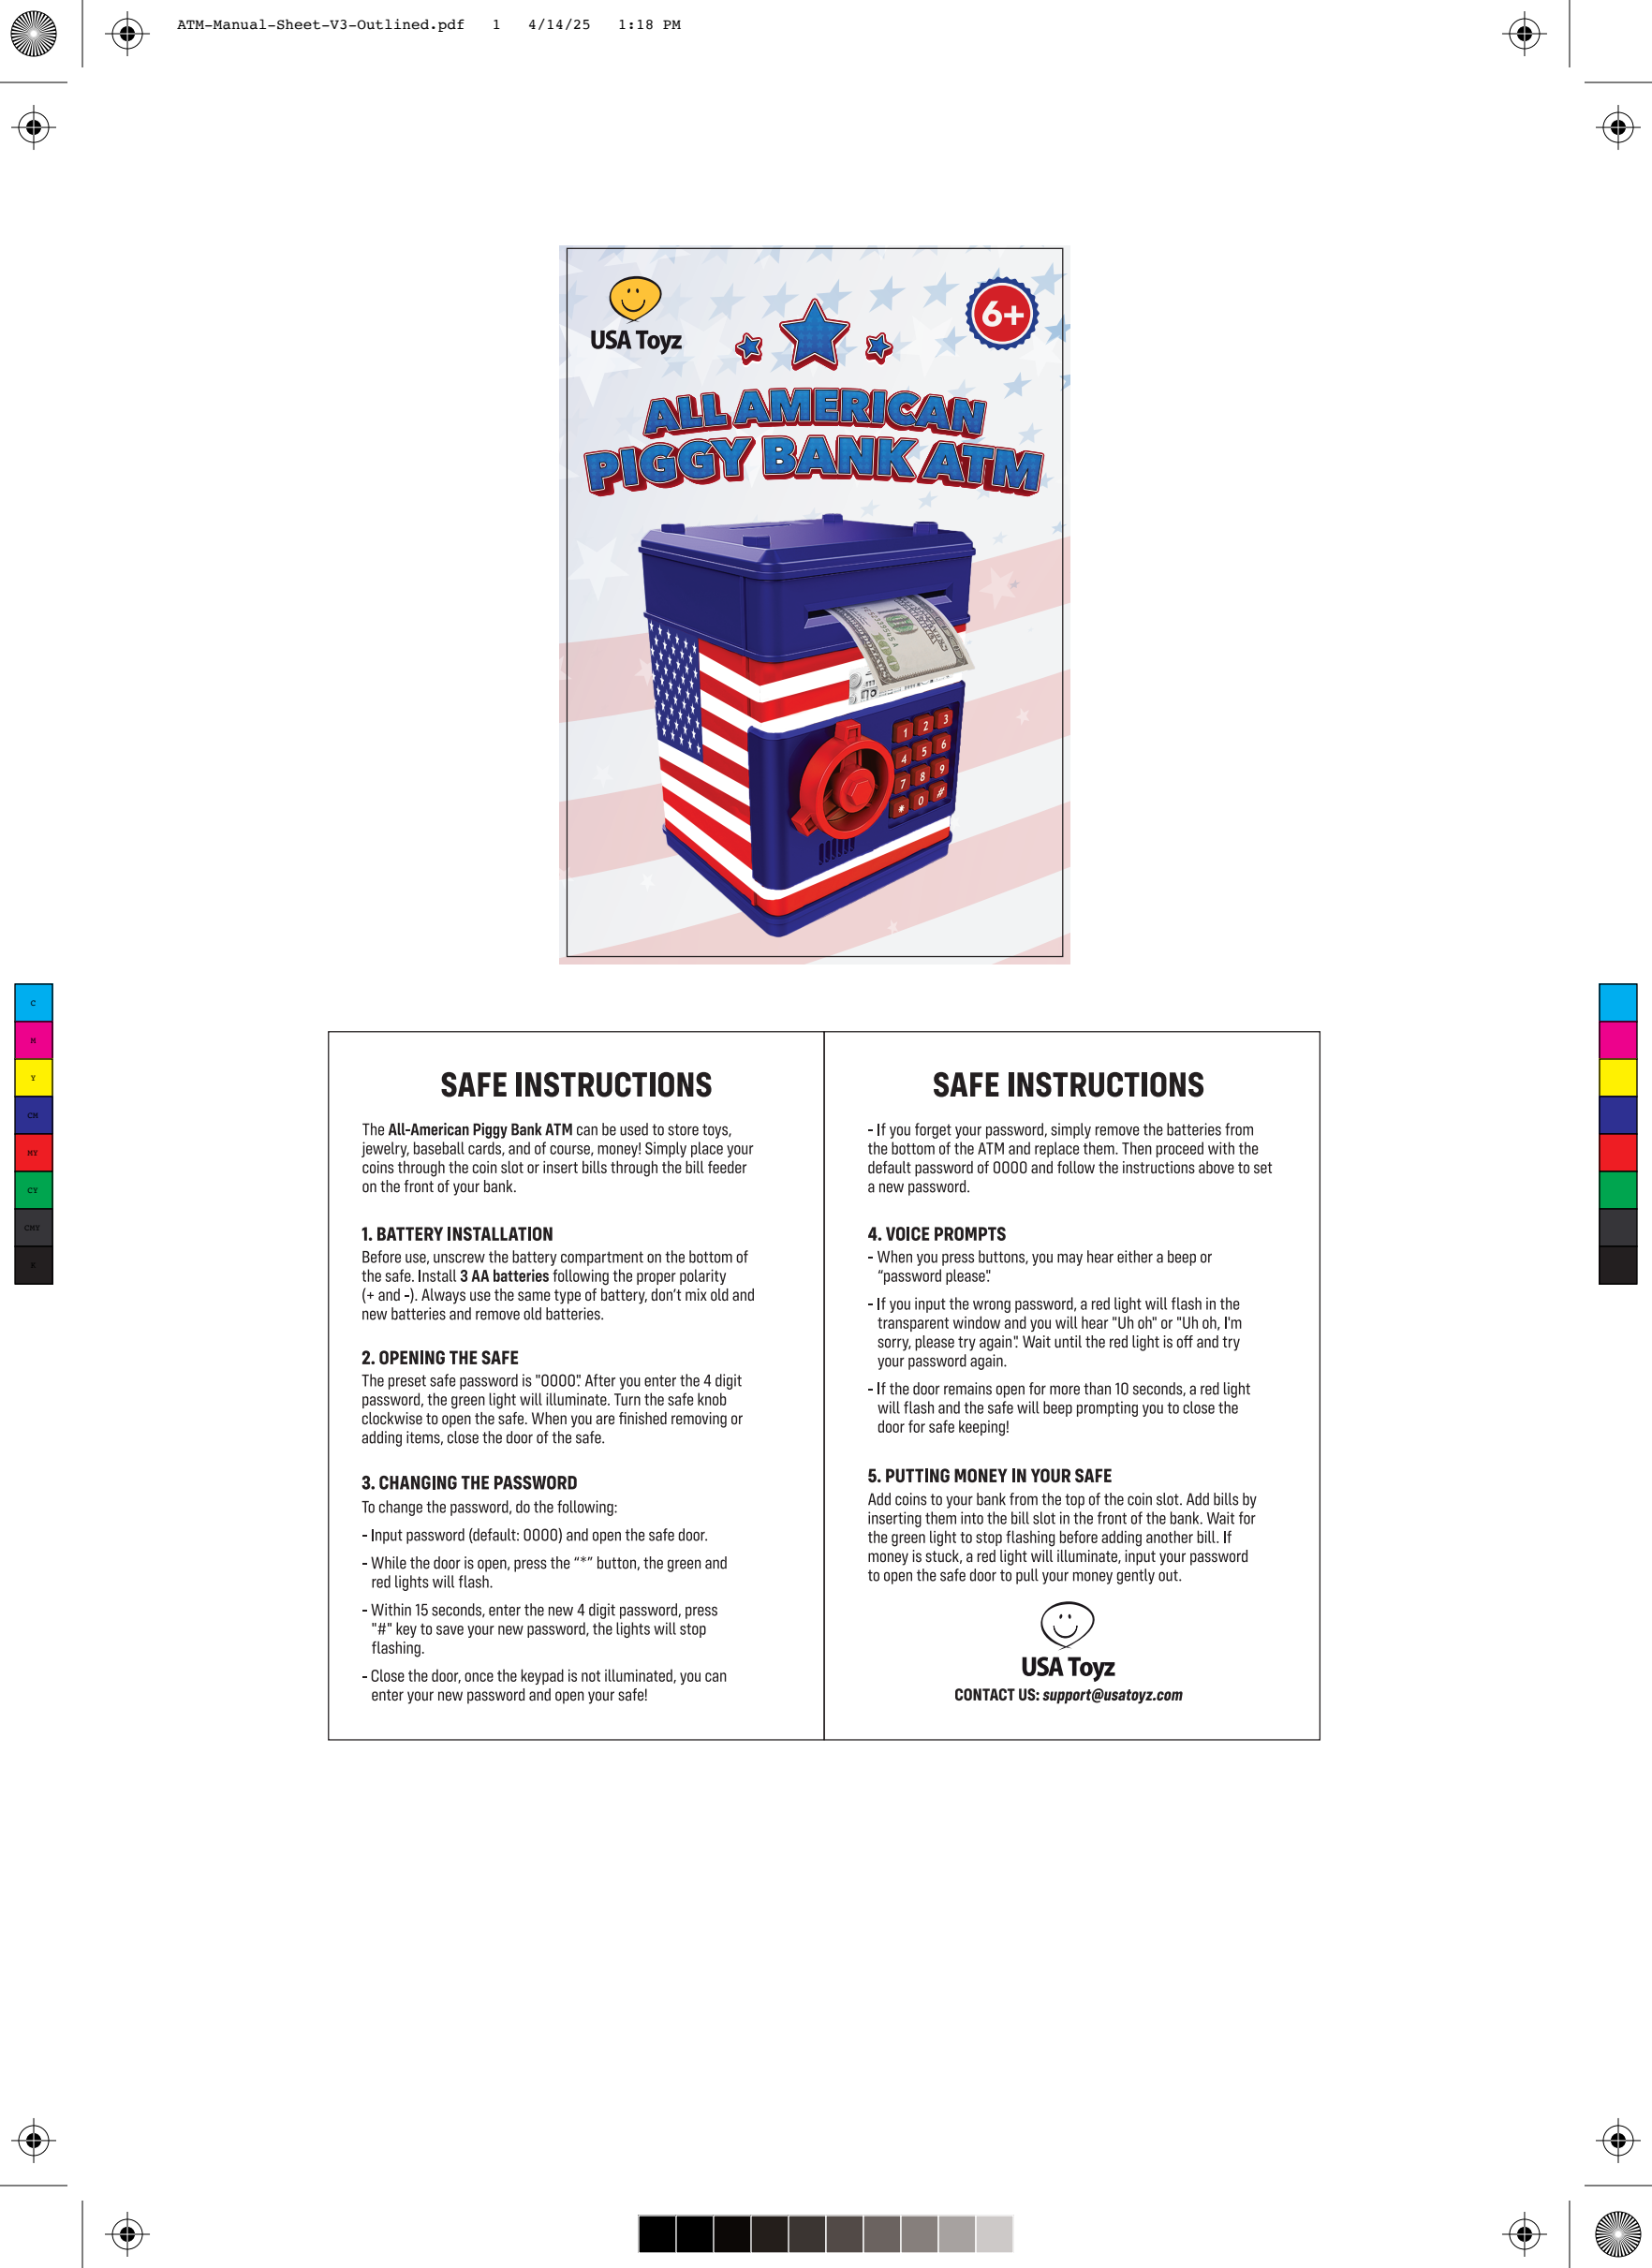 ATM-Manual-Sheet-V3-Outlined.pdf 1 4/14/25 1:18 PM
USA Toyz
6+
ALL AMERICAN
PIGGY BANK ATM
100
1 2 3
4 5 6
7 8 9
* 0 #
C
M
Y
CM
MY
CY
CMY
K
SAFE INSTRUCTIONS
The All-American Piggy Bank ATM can be used to store toys,
jewelry, baseball cards, and of course, money! Simply place your
coins through the coin slot or insert bills through the bill feeder
on the front of your bank.
1. BATTERY INSTALLATION
Before use, unscrew the battery compartment on the bottom of
the safe. Install 3 AA batteries following the proper polarity
(+ and -). Always use the same type of battery, don't mix old and
new batteries and remove old batteries.
2. OPENING THE SAFE
The preset safe password is "0000". After you enter the 4 digit
password, the green light will illuminate. Turn the safe knob
clockwise to open the safe. When you are finished removing or
adding items, close the door of the safe.
3. CHANGING THE PASSWORD
To change the password, do the following:
- Input password (default: 0000) and open the safe door.
- While the door is open, press the “*” button, the green and
red lights will flash.
- Within 15 seconds, enter the new 4 digit password, press
"#" key to save your new password, the lights will stop
flashing.
- Close the door, once the keypad is not illuminated, you can
enter your new password and open your safe!
SAFE INSTRUCTIONS
- If you forget your password, simply remove the batteries from
the bottom of the ATM and replace them. Then proceed with the
default password of 0000 and follow the instructions above to set
a new password.
4. VOICE PROMPTS
- When you press buttons, you may hear either a beep or
“password please".
- If you input the wrong password, a red light will flash in the
transparent window and you will hear "Uh oh" or "Uh oh, I'm
sorry, please try again". Wait until the red light is off and try
your password again.
- If the door remains open for more than 10 seconds, a red light
will flash and the safe will beep prompting you to close the
door for safe keeping!
5. PUTTING MONEY IN YOUR SAFE
Add coins to your bank from the top of the coin slot. Add bills by
inserting them into the bill slot in the front of the bank. Wait for
the green light to stop flashing before adding another bill. If
money is stuck, a red light will illuminate, input your password
to open the safe door to pull your money gently out.
USA Toyz
CONTACT US: support@usatoyz.com